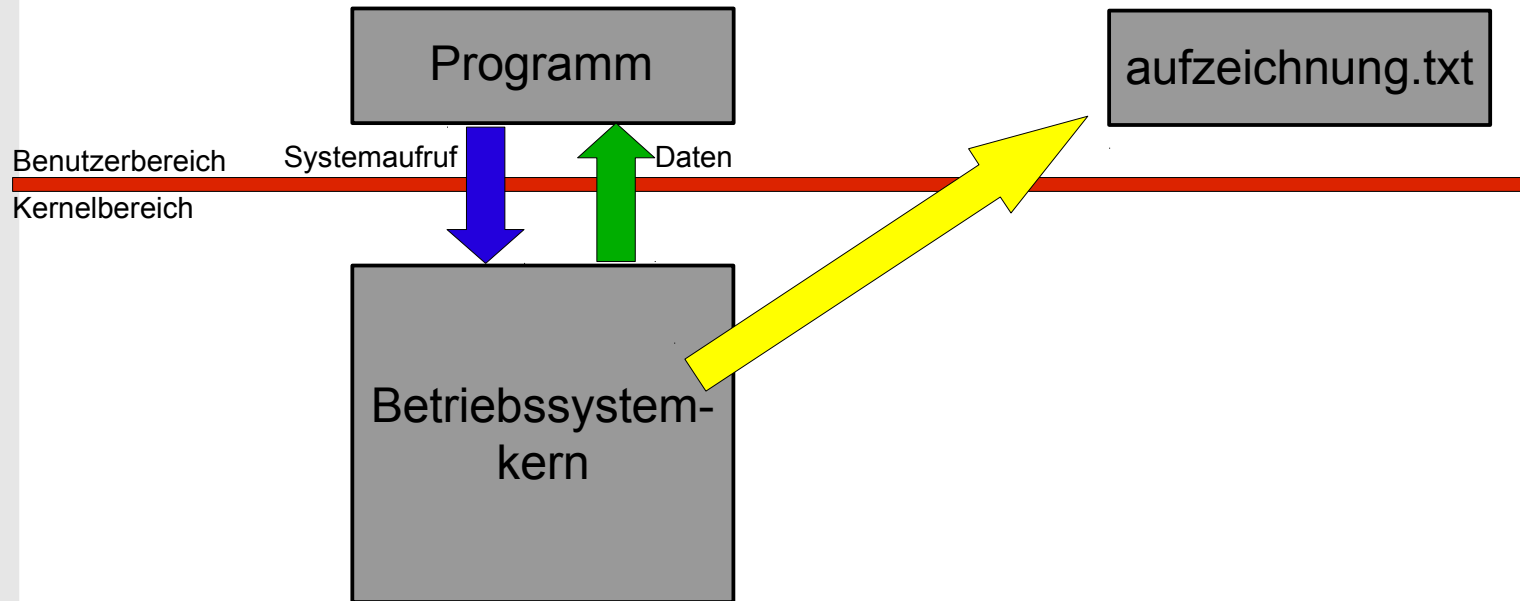 Programm
aufzeichnung.txt
Benutzerbereich
Systemaufruf
Daten
Kernelbereich
Betriebssystem-
kern